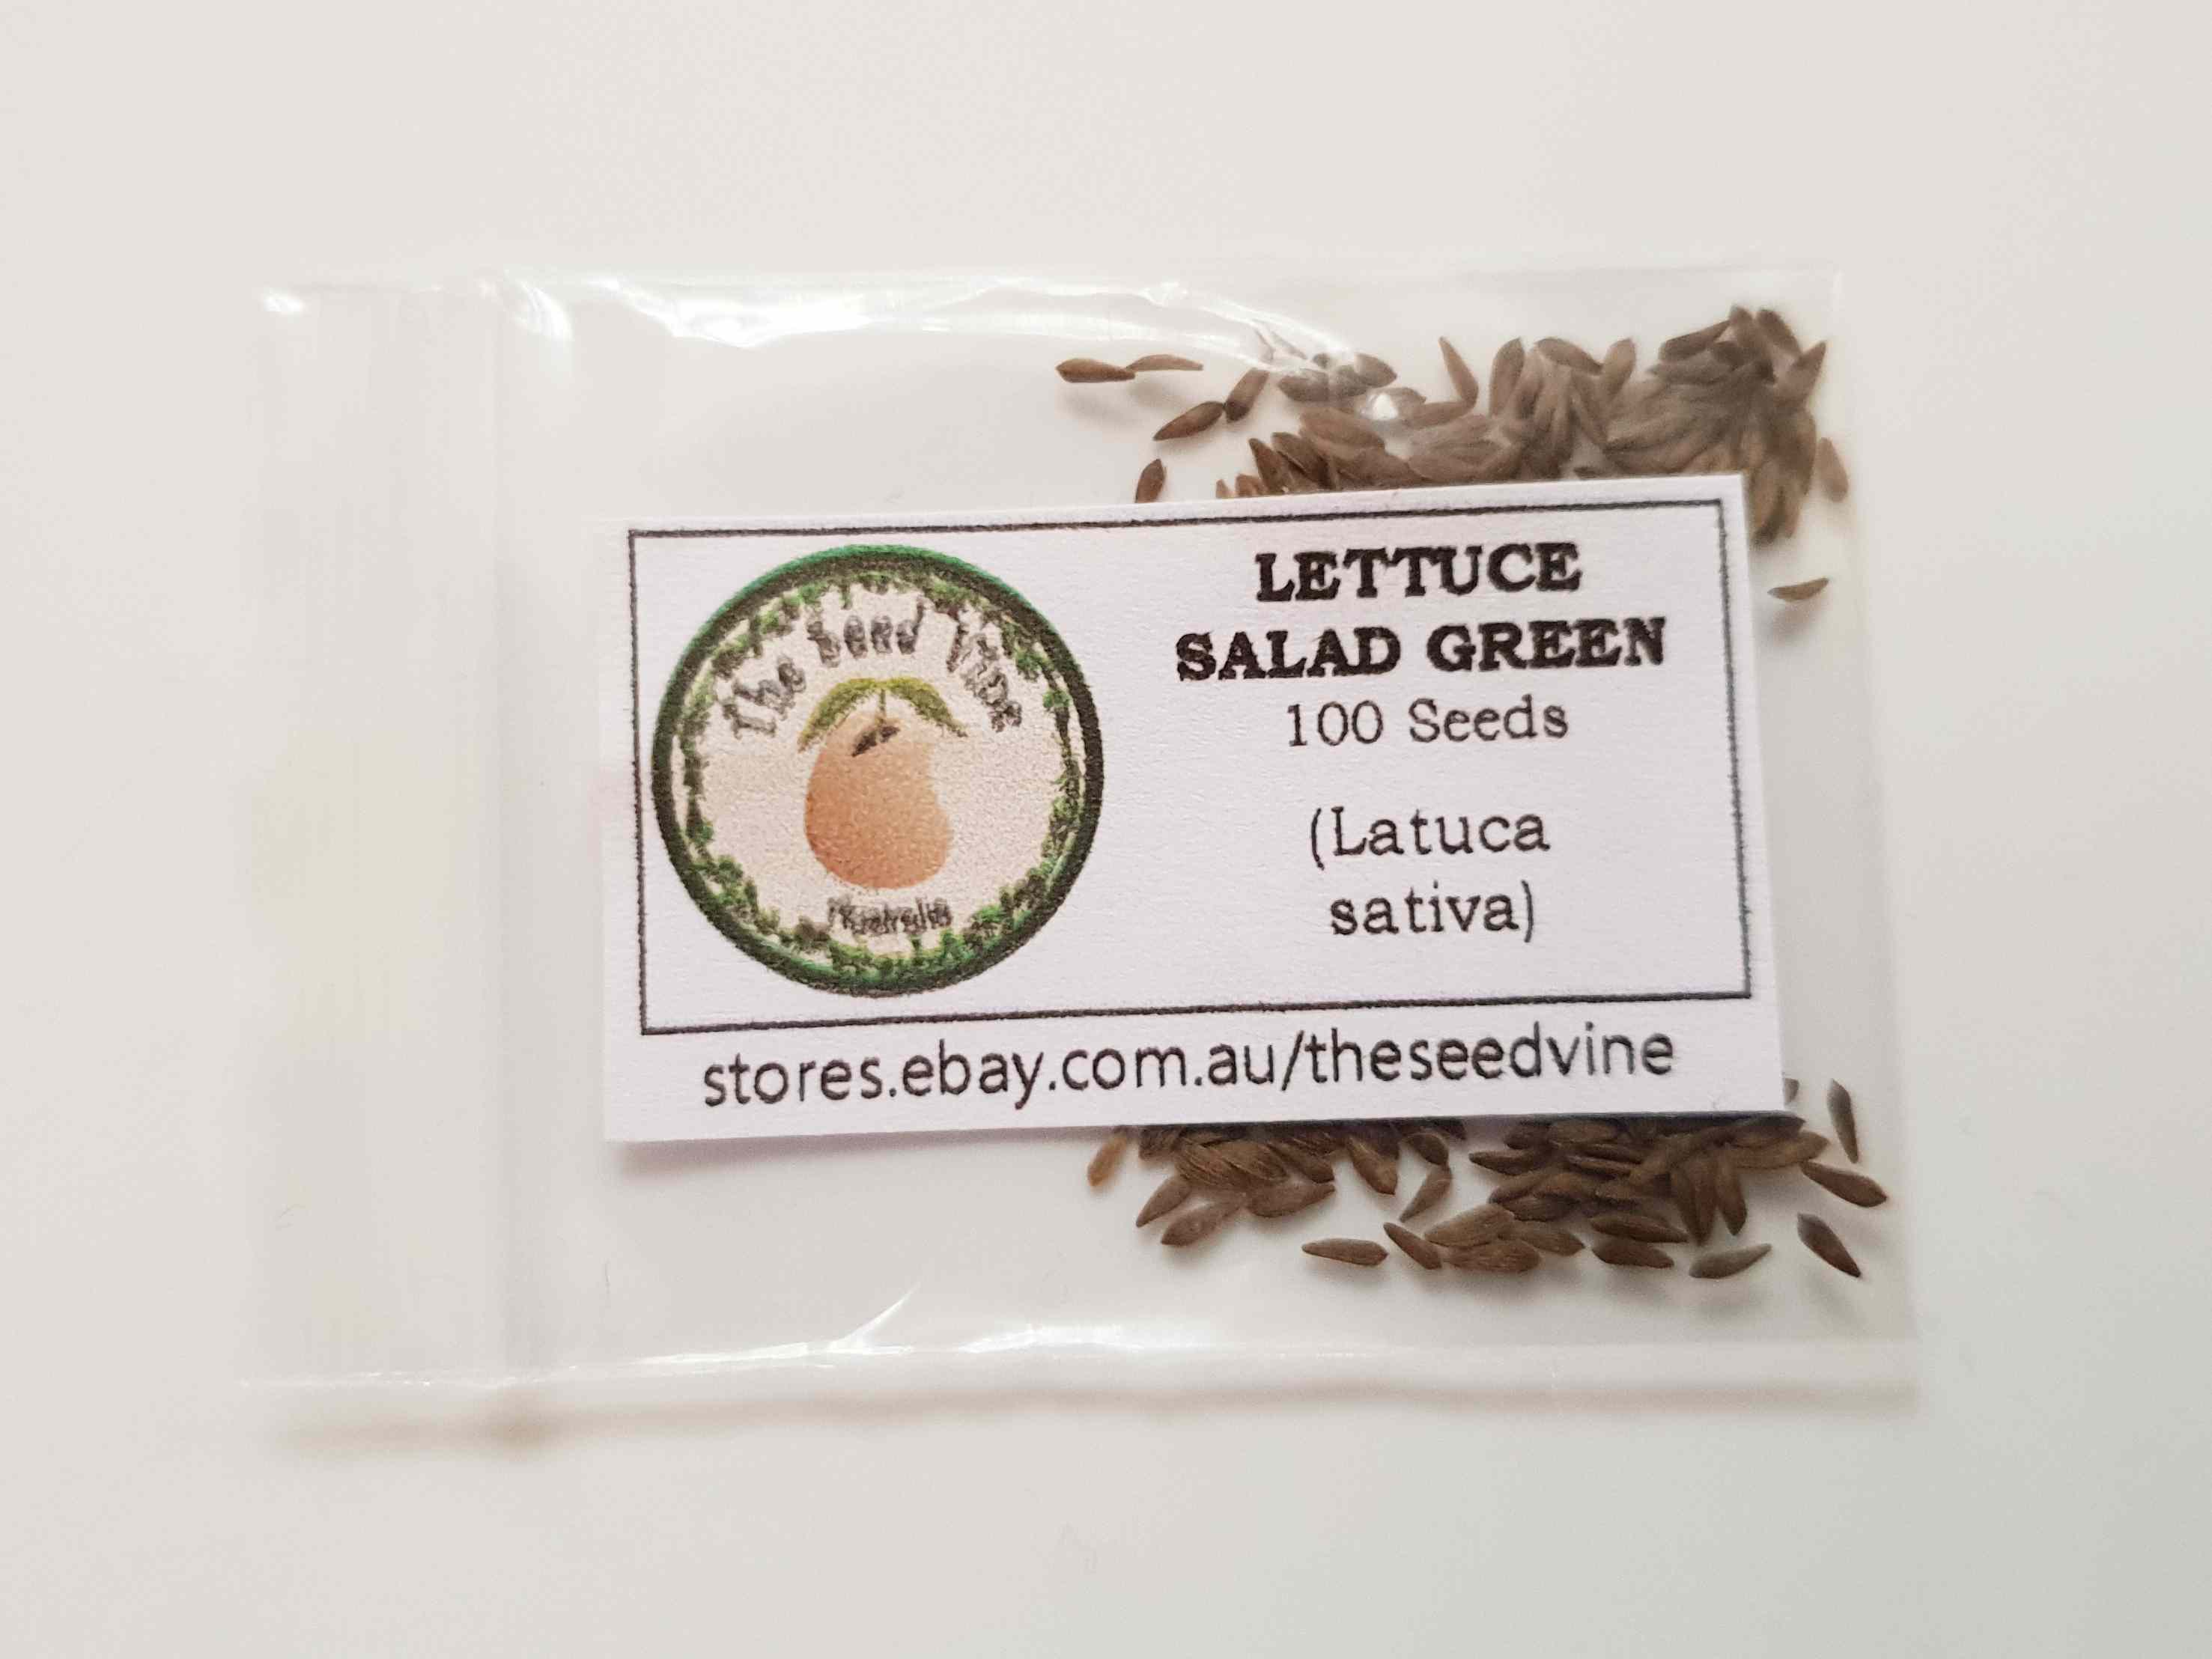 The Seed Vine
Australia
LETTUCE
SALAD GREEN
100 Seeds
(Latuca
sativa)
stores.ebay.com.au/theseedvine